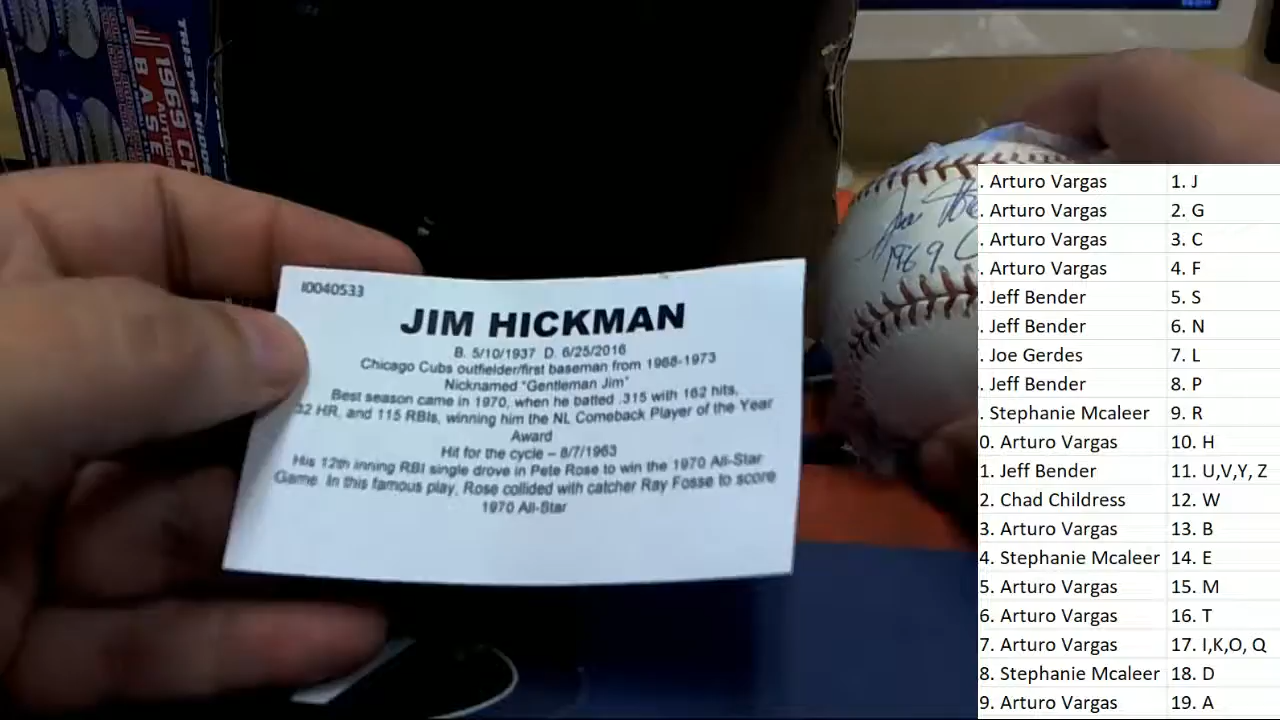 TRISTAR HIDDE
1969 CH
AUTOG
BASE
I0040533
JIM HICKMAN
B. 5/10/1937 D. 6/25/2016
Chicago Cubs outfielder/first baseman from 1968-1973
Nicknamed "Gentleman Jim"
Best season came in 1970, when he batted .315 with 162 hits,
32 HR, and 115 RBIs, winning him the NL Comeback Player of the Year
Award
Hit for the cycle – 8/7/1963
His 12th inning RBI single drove in Pete Rose to win the 1970 All-Star
Game. In this famous play, Rose collided with catcher Ray Fosse to score
1970 All-Star
1969 C
. Arturo Vargas 1. J
. Arturo Vargas 2. G
. Arturo Vargas 3. C
. Arturo Vargas 4. F
. Jeff Bender 5. S
. Jeff Bender 6. N
. Joe Gerdes 7. L
. Jeff Bender 8. P
. Stephanie Mcaleer 9. R
0. Arturo Vargas 10. H
1. Jeff Bender 11. U,V,Y, Z
2. Chad Childress 12. W
3. Arturo Vargas 13. B
4. Stephanie Mcaleer 14. E
5. Arturo Vargas 15. M
6. Arturo Vargas 16. T
7. Arturo Vargas 17. I,K,O, Q
8. Stephanie Mcaleer 18. D
9. Arturo Vargas 19. A